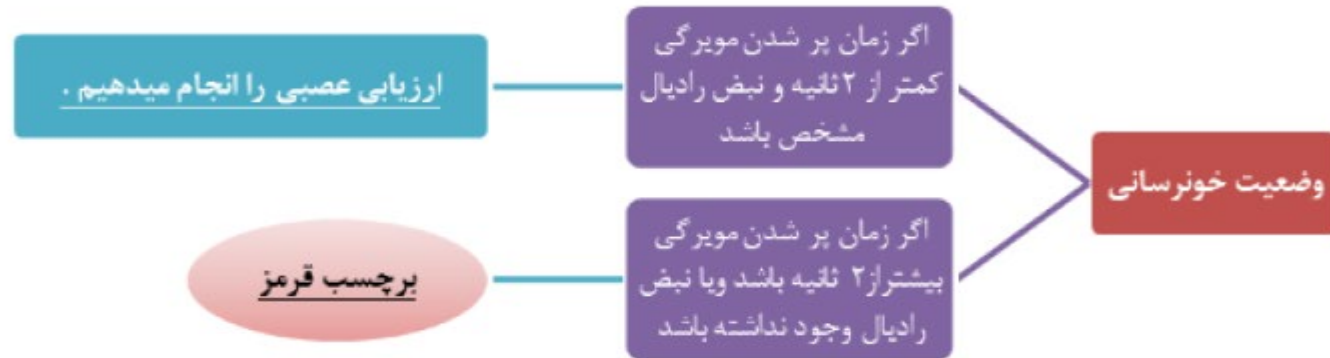 وضعیت خونرسانی
اگر زمان پر شدن مویرگی
کمتر از ۲ ثانیه و نبض رادیال
مشخص باشد
ارزیابی عصبی را انجام میدهیم .
اگر زمان پر شدن مویرگی
بیشتراز۲ ثانیه باشد ویا نبض
رادیال وجود نداشته باشد
برچسب قرمز